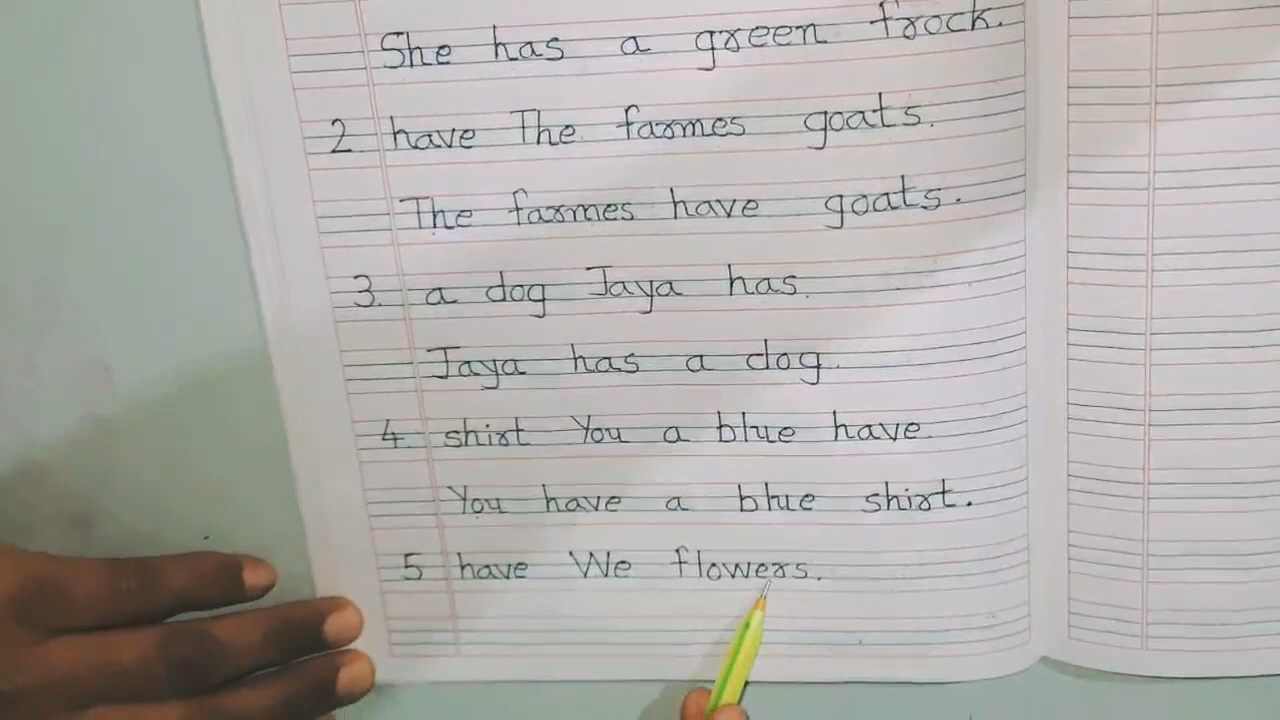 She has a green frock.
2 have The farmes goats.
The farmes have goats.
3. a dog Jaya has.
Jaya has a dog.
4. shirt You a blue have
You have a blue shirt.
5 have We flowers.